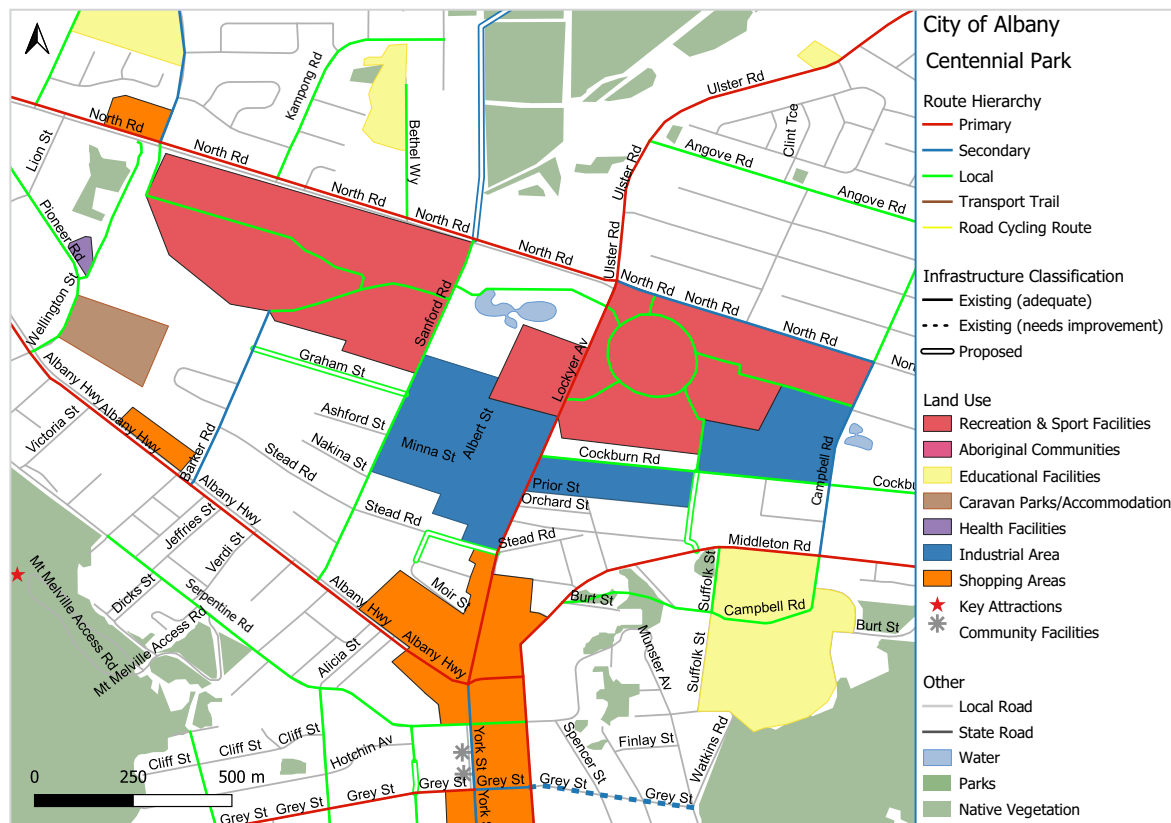 City of Albany
Centennial Park
Route Hierarchy
Primary
Secondary
Local
Transport Trail
Road Cycling Route
Infrastructure Classification
Existing (adequate)
Existing (needs improvement)
Proposed
Land Use
Recreation & Sport Facilities
Aboriginal Communities
Educational Facilities
Caravan Parks/Accommodation
Health Facilities
Industrial Area
Shopping Areas
Key Attractions
Community Facilities
Other
Local Road
State Road
Water
Parks
Native Vegetation
Kampong Rd
Ulster Rd
North Rd
Lion St
Bethel Wy
Clint Tce
North Rd
Angove Rd
Ulster Rd
North Rd
Angove Rd
Pioneer Rd
North Rd
Ulster Rd
North Rd
North Rd
North Rd
Wellington St
Sanford Rd
North Rd
Nor
Lockyer Av
Graham St
Albany Hwy
Albany Hwy
Victoria St
Ashford St
Albert St
Nakina St
Minna St
Barker Rd
Stead Rd
Cockburn Rd
Campbell Rd
Prior St
Cockbu
Albany Hwy
Orchard St
Stead Rd
Jeffries St
Verdi St
Stead Rd
Middleton Rd
Mt Melville Access Rd
Dicks St
Serpentine Rd
Albany Hwy
Moir St
Burt St
Suffolk St
Campbell Rd
Burt St
Mt Melville Access Rd
Alicia St
Albany Hwy
Munster Av
Suffolk St
Cliff St
Cliff St
Cliff St
Hotchin Av
York St
Spencer St
Finlay St
Watkins Rd
Grey St
Grey St
Grey St
Grey St
Grey St
Grey St
York S
0 250 500 m